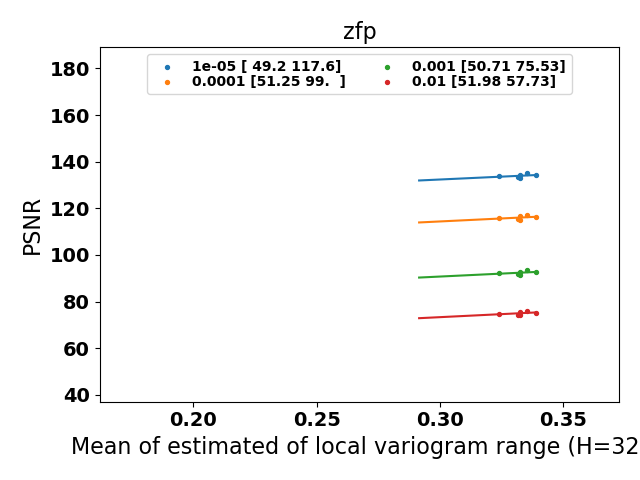 zfp
1e-05 [ 49.2 117.6]
0.0001 [51.25 99.  ]
0.001 [50.71 75.53]
0.01 [51.98 57.73]
PSNR
180
160
140
120
100
80
60
40
0.20 0.25 0.30 0.35
Mean of estimated of local variogram range (H=32